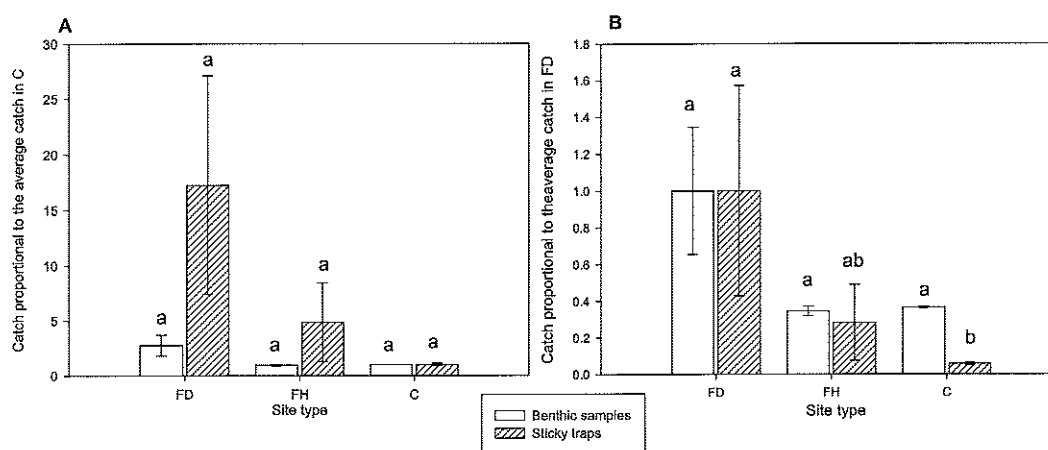 A
Catch proportional to the average catch in C
30
25
20
15
10
5
0
a
a
a
a
a
a
FD
FH
C
Site type
B
Catch proportional to theaverage catch in FD
1.8
1.6
1.4
1.2
1.0
0.8
0.6
0.4
0.2
0.0
a
a
a
ab
a
b
FD
FH
C
Site type
Benthic samples
Sticky traps